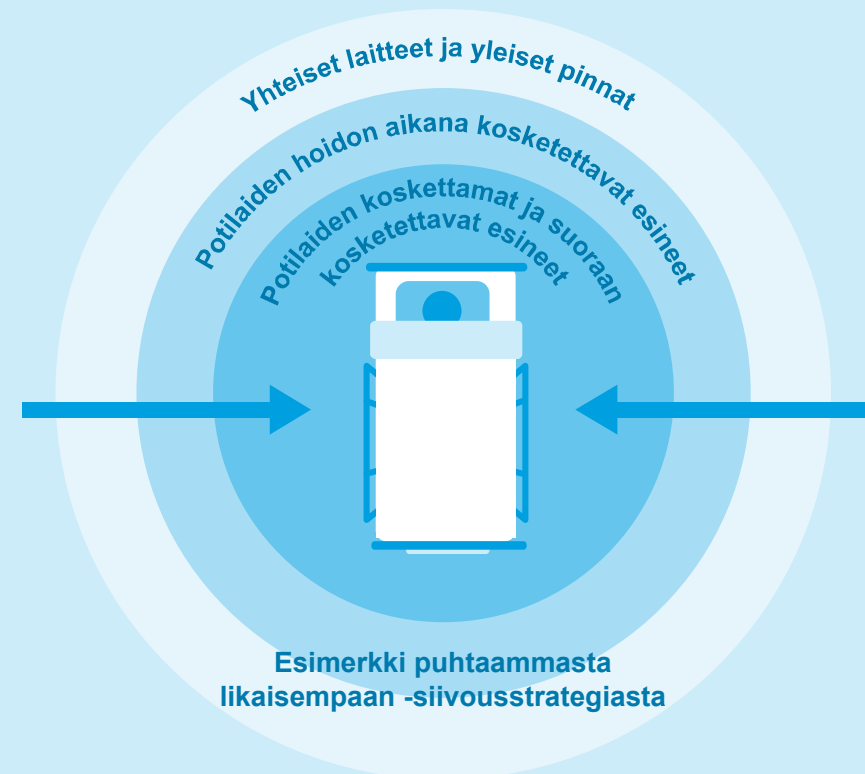 Yhteiset laitteet ja yleiset pinnat
Potilaiden hoidon aikana kosketettavat esineet
Potilaiden koskettamat ja suoraan
kosketettavat esineet
Esimerkki puhtaammasta
likaisempaan -siivousstrategiasta